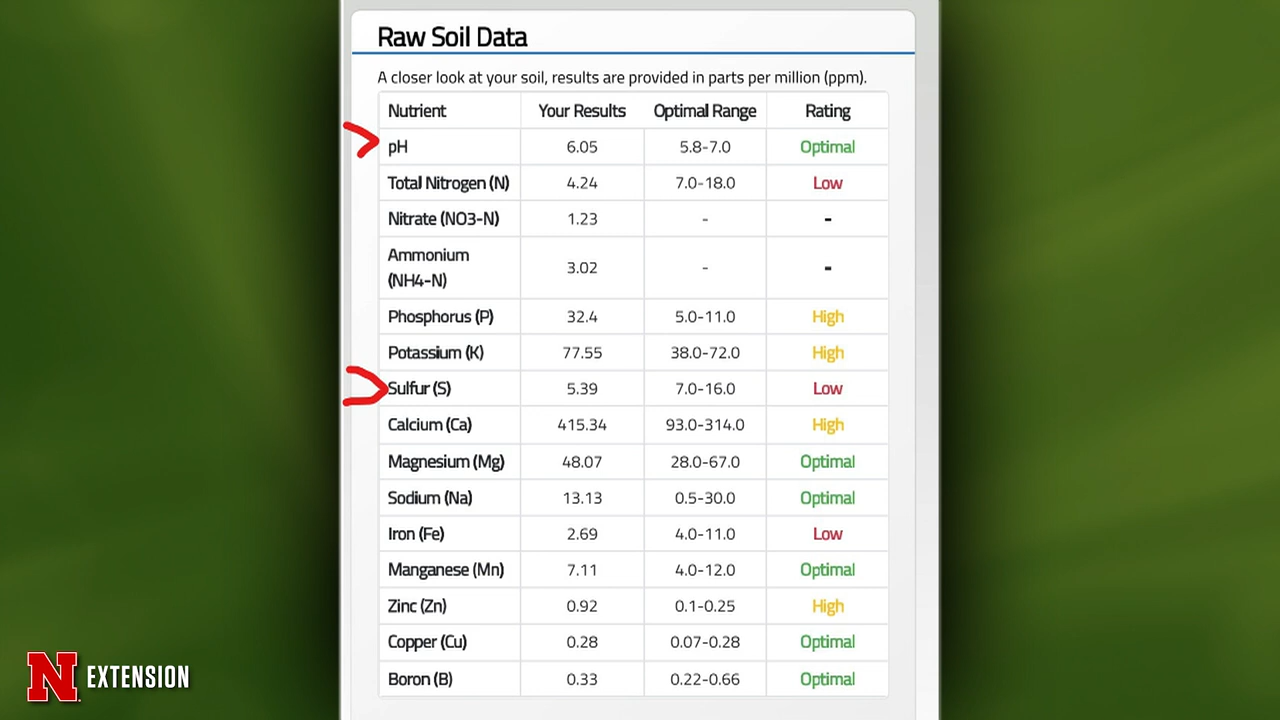 Raw Soil Data
A closer look at your soil, results are provided in parts per million (ppm).
Nutrient Your Results Optimal Range Rating
pH 6.05 5.8-7.0 Optimal
Total Nitrogen (N) 4.24 7.0-18.0 Low
Nitrate (NO3-N) 1.23 - -
Ammonium
(NH4-N) 3.02 - -
Phosphorus (P) 32.4 5.0-11.0 High
Potassium (K) 77.55 38.0-72.0 High
Sulfur (S) 5.39 7.0-16.0 Low
Calcium (Ca) 415.34 93.0-314.0 High
Magnesium (Mg) 48.07 28.0-67.0 Optimal
Sodium (Na) 13.13 0.5-30.0 Optimal
Iron (Fe) 2.69 4.0-11.0 Low
Manganese (Mn) 7.11 4.0-12.0 Optimal
Zinc (Zn) 0.92 0.1-0.25 High
Copper (Cu) 0.28 0.07-0.28 Optimal
Boron (B) 0.33 0.22-0.66 Optimal
N EXTENSION